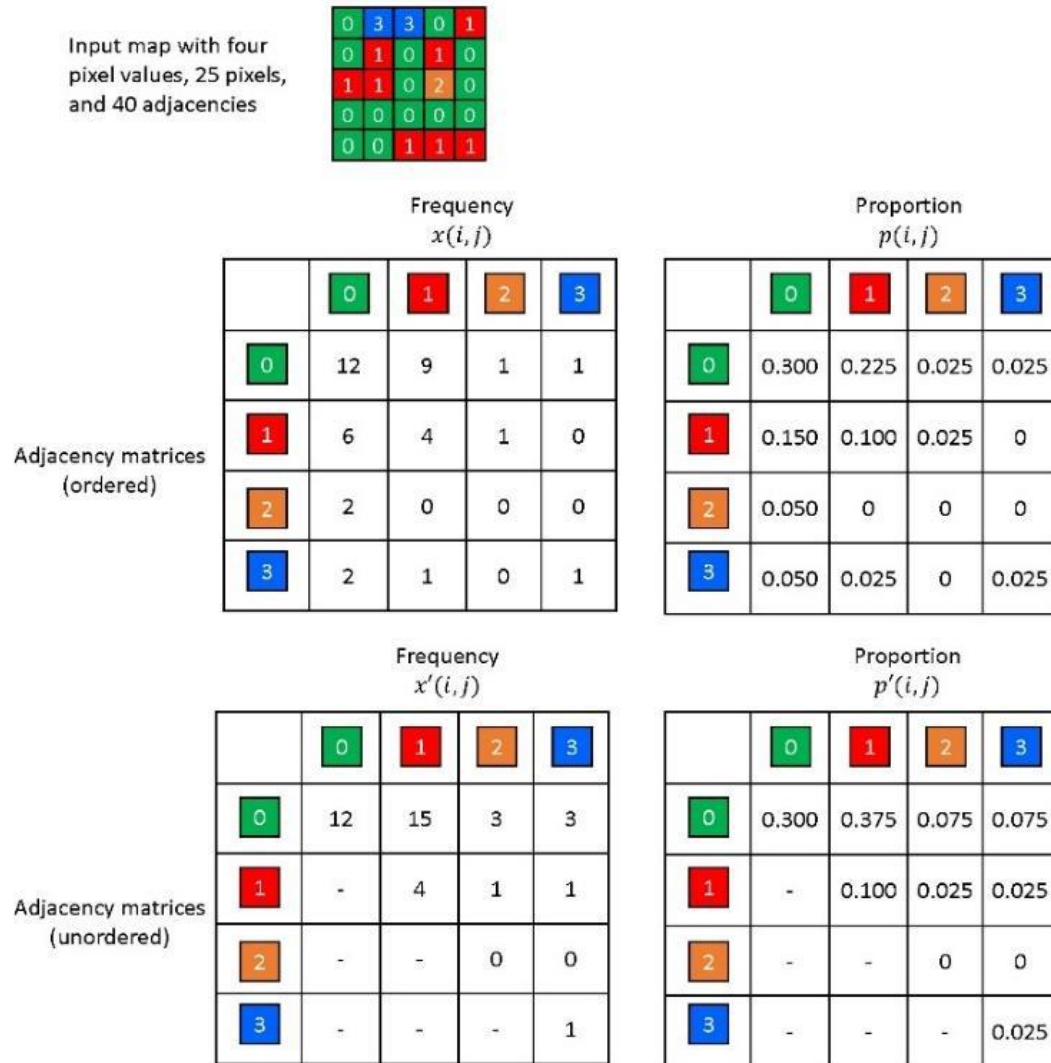 Input map with four
pixel values, 25 pixels,
and 40 adjacencies
0 3 3 0 1
0 1 0 1 0
1 1 0 2 0
0 0 0 0 0
0 0 1 1 1
Frequency
x(i,j)
Proportion
p(i,j)
Adjacency matrices
(ordered)
0 1 2 3
0 12 9 1 1
1 6 4 1 0
2 2 0 0 0
3 2 1 0 1
0 1 2 3
0 0.300 0.225 0.025 0.025
1 0.150 0.100 0.025 0
2 0.050 0 0 0
3 0.050 0.025 0 0.025
Frequency
x′(i,j)
Proportion
p′(i,j)
Adjacency matrices
(unordered)
0 1 2 3
0 12 15 3 3
1 - 4 1 1
2 - - 0 0
3 - - - 1
0 1 2 3
0 0.300 0.375 0.075 0.075
1 - 0.100 0.025 0.025
2 - - 0 0
3 - - - 0.025